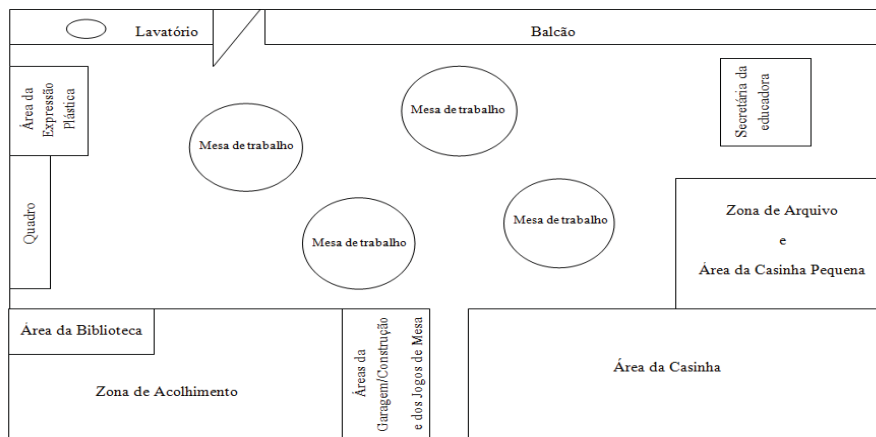 Lavatório
Balcão
Área da
Expressão
Plástica
Mesa de trabalho
Mesa de trabalho
Secretária da
educadora
Quadro
Mesa de trabalho
Mesa de trabalho
Zona de Arquivo
e
Área da Casinha Pequena
Área da Biblioteca
Zona de Acolhimento
Áreas da
Garagem/Construção
e dos Jogos de Mesa
Área da Casinha